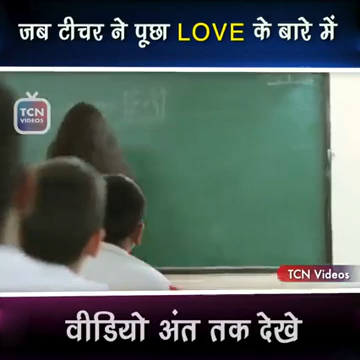 जब टीचर ने पूछा LOVE के बारे में
TCN
VIDEOS
TCN Videos
वीडियो अंत तक देखे